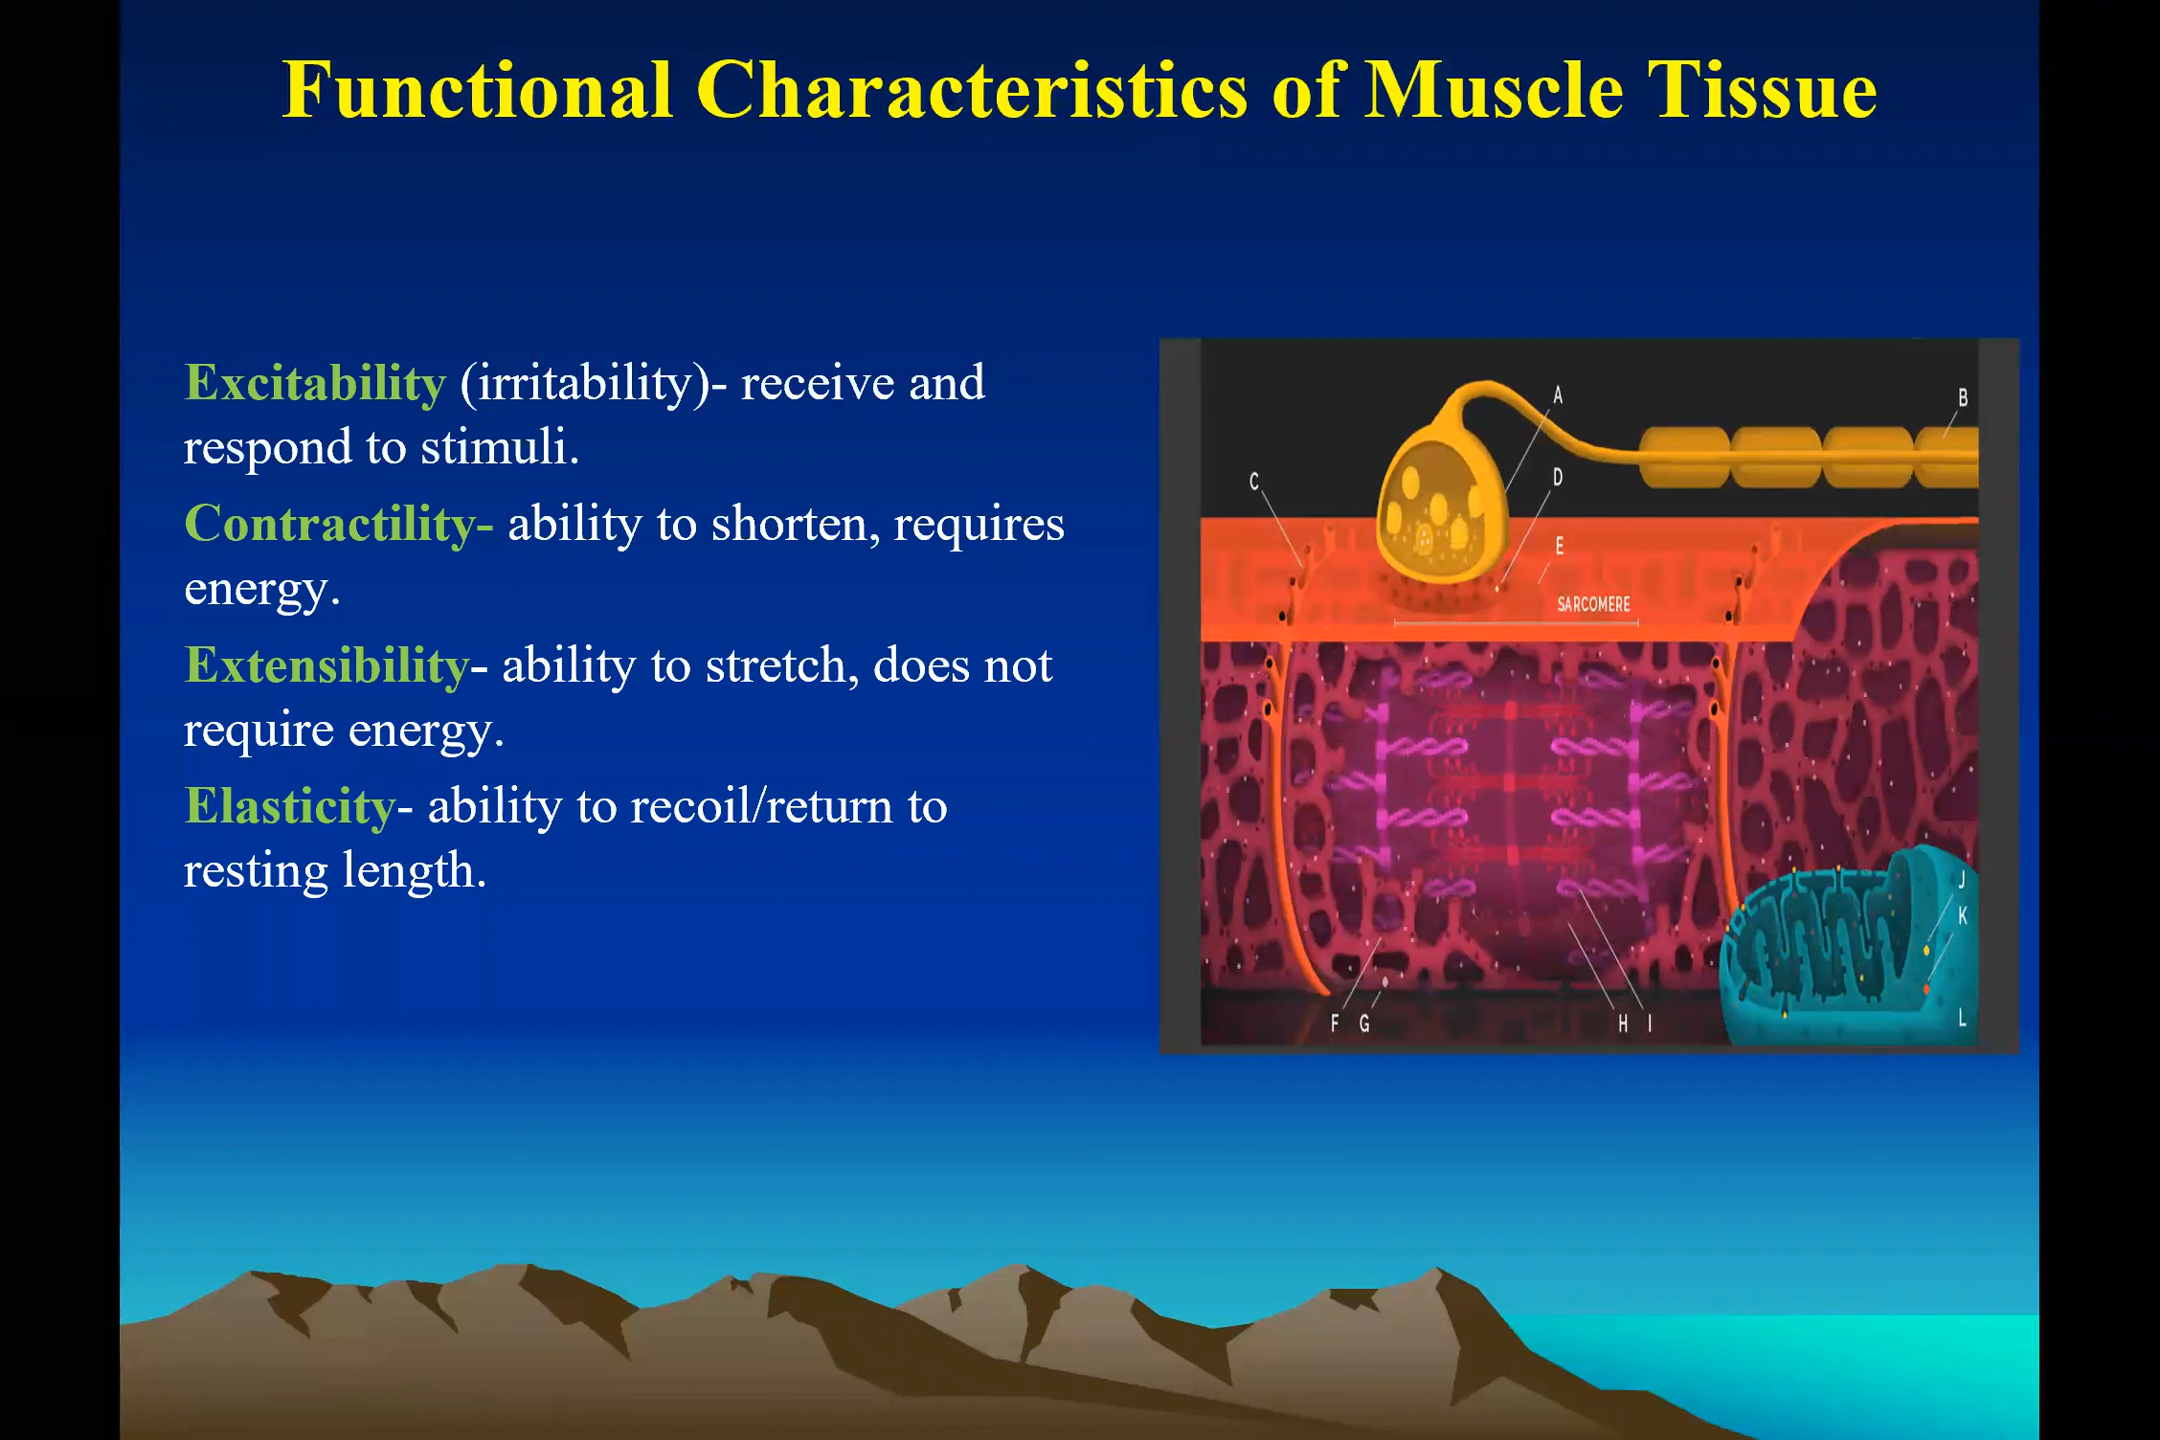 Functional Characteristics of Muscle Tissue
Excitability (irritability)- receive and
respond to stimuli.
Contractility- ability to shorten, requires
energy.
Extensibility- ability to stretch, does not
require energy.
Elasticity- ability to recoil/return to
resting length.
A
B
C
D
E
SARCOMERE
J
K
F G
H I
L